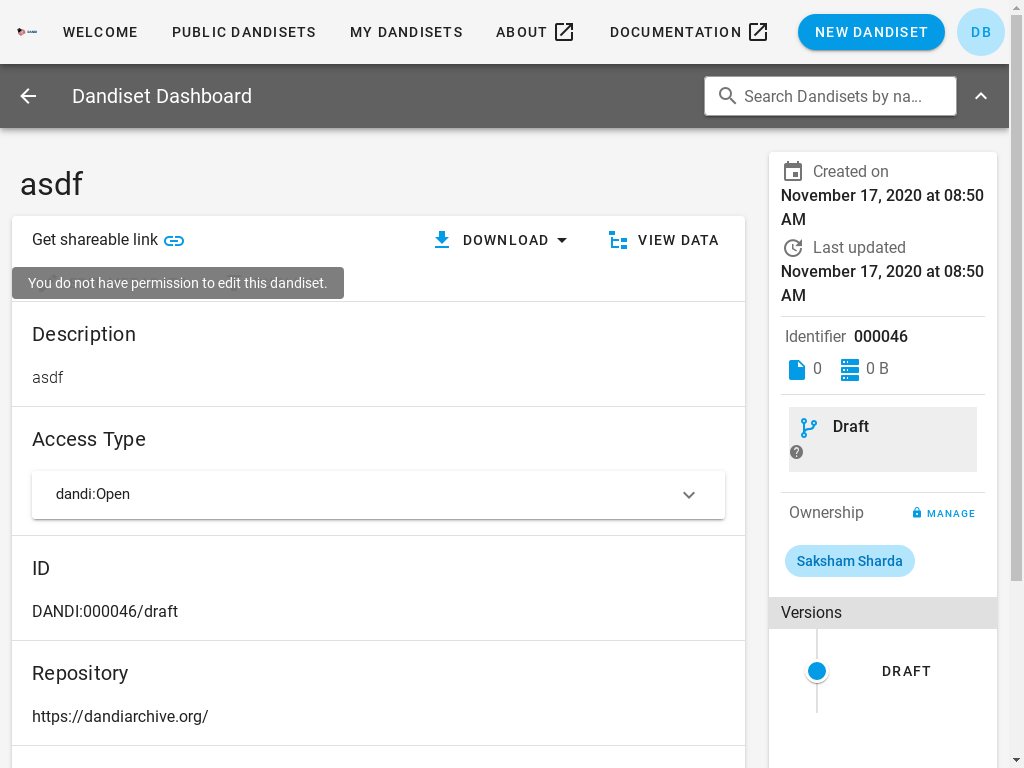 WELCOME PUBLIC DANDISETS MY DANDISETS ABOUT DOCUMENTATION NEW DANDISET DB
Dandiset Dashboard
Search Dandisets by na...
asdf
Get shareable link
DOWNLOAD
VIEW DATA
You do not have permission to edit this dandiset.
Description
asdf
Access Type
dandi:Open
ID
DANDI:000046/draft
Repository
https://dandiarchive.org/
Created on
November 17, 2020 at 08:50
AM
Last updated
November 17, 2020 at 08:50
AM
Identifier 000046
0 0 B
Draft
Ownership MANAGE
Saksham Sharda
Versions
DRAFT